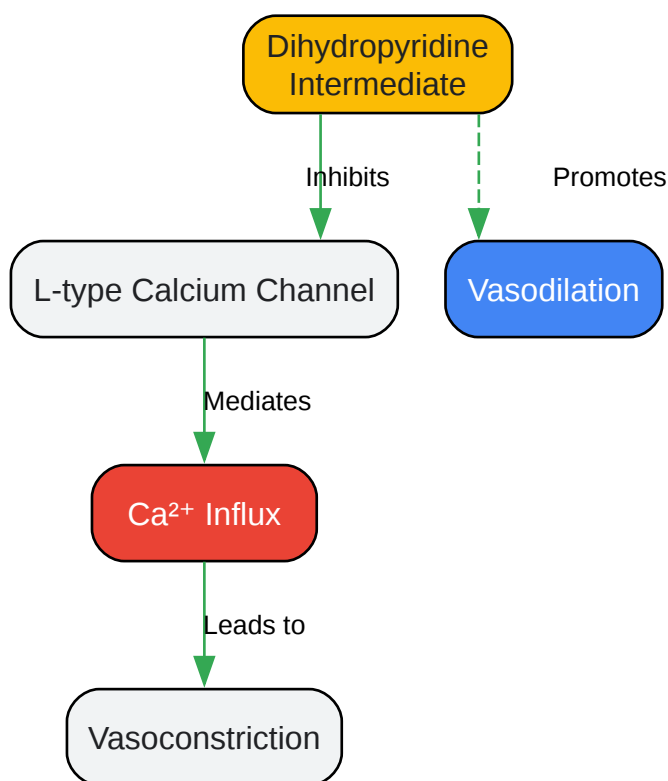 Dihydropyridine
Intermediate
Inhibits
Promotes
L-type Calcium Channel
Vasodilation
Mediates
Ca²⁺ Influx
Leads to
Vasoconstriction